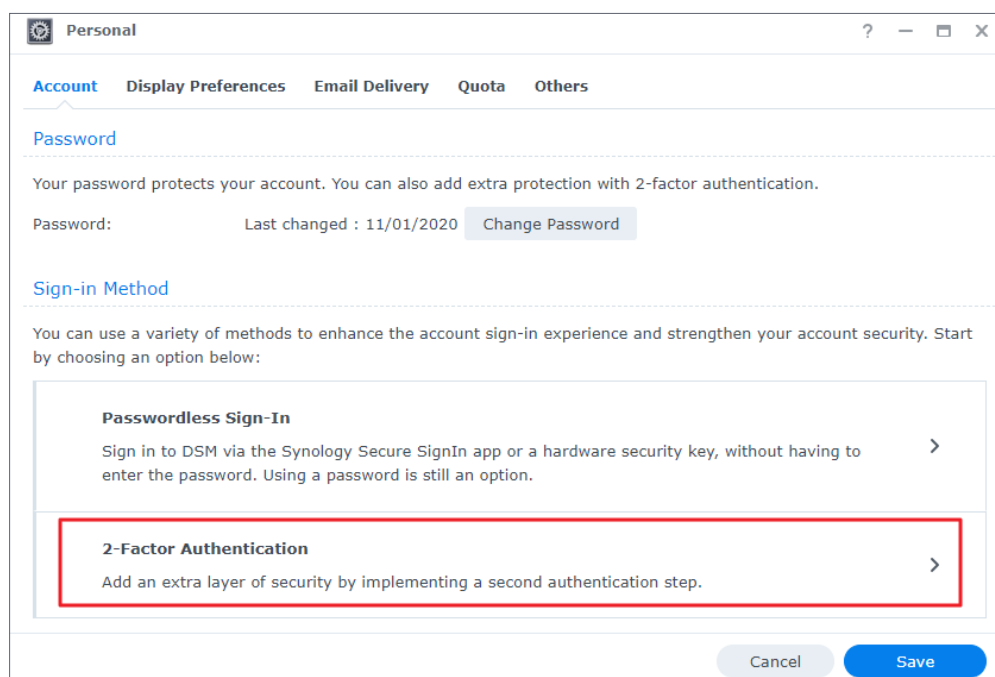 Personal
Account Display Preferences Email Delivery Quota Others
Password
Your password protects your account. You can also add extra protection with 2-factor authentication.
Password: Last changed : 11/01/2020 Change Password
Sign-in Method
You can use a variety of methods to enhance the account sign-in experience and strengthen your account security. Start
by choosing an option below:
Passwordless Sign-In
Sign in to DSM via the Synology Secure SignIn app or a hardware security key, without having to
enter the password. Using a password is still an option.
2-Factor Authentication
Add an extra layer of security by implementing a second authentication step.
Cancel Save